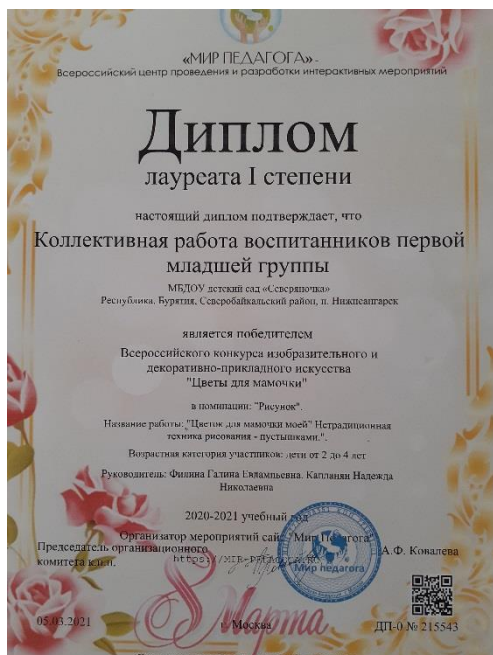 «МИР ПЕДАГОГА» -
Всероссийский центр проведения и разработки интерактивных мероприятий
Диплом
лауреата I степени
настоящий диплом подтверждает, что
Коллективная работа воспитанников первой
младшей группы
МБДОУ детский сад «Северяночка»
Республика. Бурятия, Северобайкальский район, п. Нижнеангарск
является победителем
Всероссийского конкурса изобразительного и
декоративно-прикладного искусства
"Цветы для мамочки"
в номинации: "Рисунок".
Название работы: "Цветок для мамочки моей" Нетрадиционная
техника рисования - пустышками.".
Возрастная категория участников: дети от 2 до 4 лет
Руководитель: Филина Галина Евлампьевна. Капланян Надежда
Николаевна
2020-2021 учебный год
Организатор мероприятий сайт "Мир Педагога"
Председатель организационного
комитета к.п.н.
А.Ф. Ковалева
Мир педагога
8 Марта
05.03.2021
г. Москва
ДП-0 № 215543